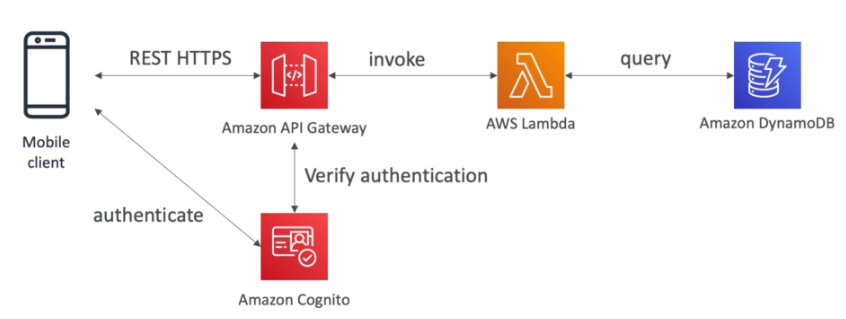 REST HTTPS
invoke
query
Amazon API Gateway
AWS Lambda
Amazon DynamoDB
Mobile
client
Verify authentication
authenticate
Amazon Cognito